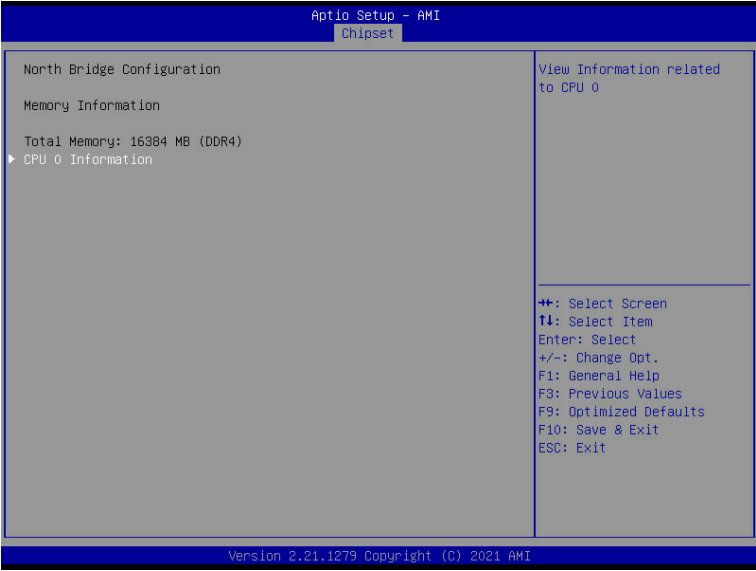 Aptio Setup – AMI
Chipset
North Bridge Configuration
Memory Information
Total Memory: 16384 MB (DDR4)
CPU 0 Information
View Information related
to CPU 0
→←: Select Screen
↑↓: Select Item
Enter: Select
+/-: Change Opt.
F1: General Help
F3: Previous Values
F9: Optimized Defaults
F10: Save & Exit
ESC: Exit
Version 2.21.1279 Copyright (C) 2021 AMI